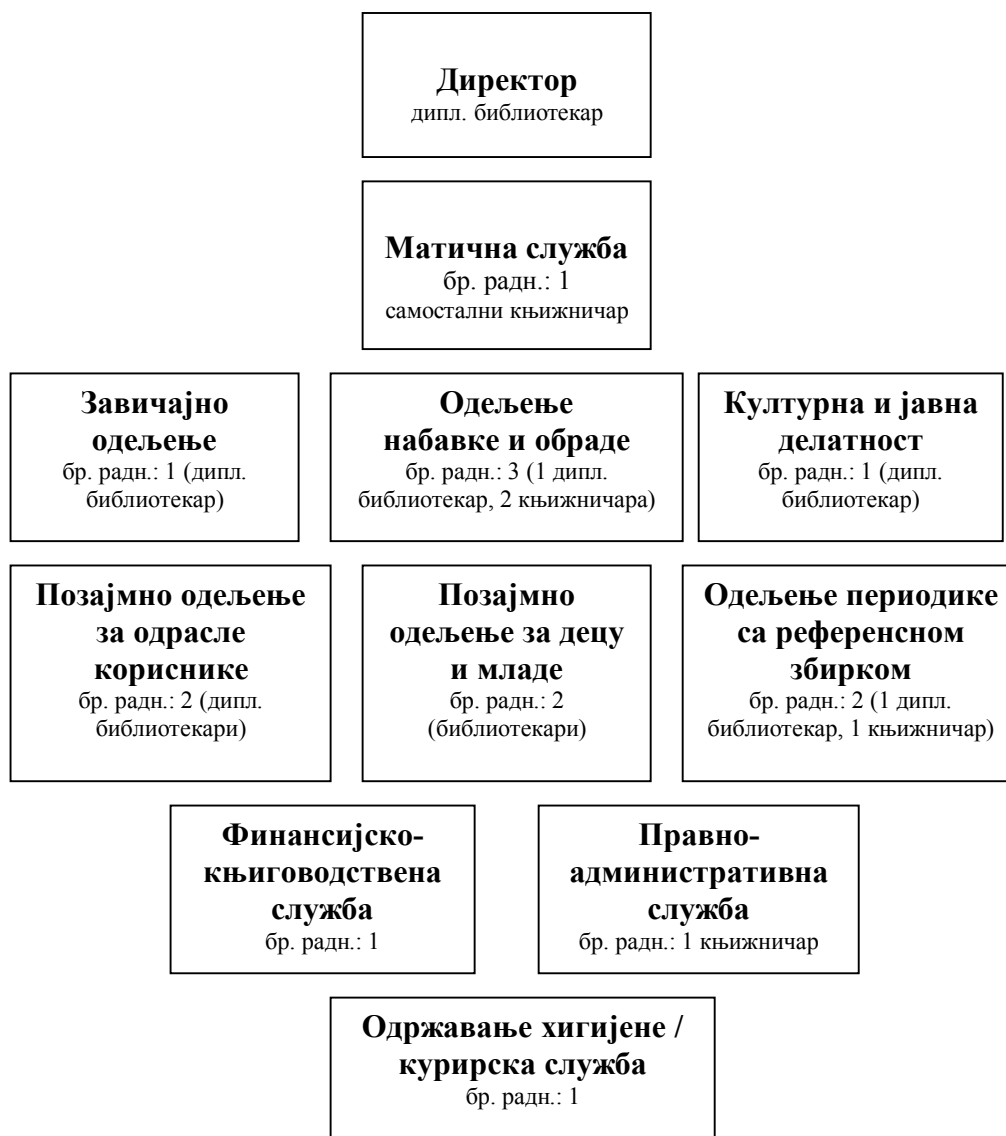 Директор
дипл. библиотекар
Матична служба
бр. радн.: 1
самостални књижничар
Завичајно
одељење
бр. радн.: 1 (дипл.
библиотекар)
Одељење
набавке и обраде
бр. радн.: 3 (1 дипл.
библиотекар, 2 књижничара)
Културна и јавна
делатност
бр. радн.: 1 (дипл.
библиотекар)
Позајмно одељење
за одрасле
кориснике
бр. радн.: 2 (дипл.
библиотекари)
Позајмно
одељење за децу
и младе
бр. радн.: 2
(библиотекари)
Одељење периодике
са референсном
збирком
бр. радн.: 2 (1 дипл.
библиотекар, 1 књижничар)
Финансијско-
књиговодствена
служба
бр. радн.: 1
Правно-
административна
служба
бр. радн.: 1 књижничар
Одржавање хигијене /
курирска служба
бр. радн.: 1